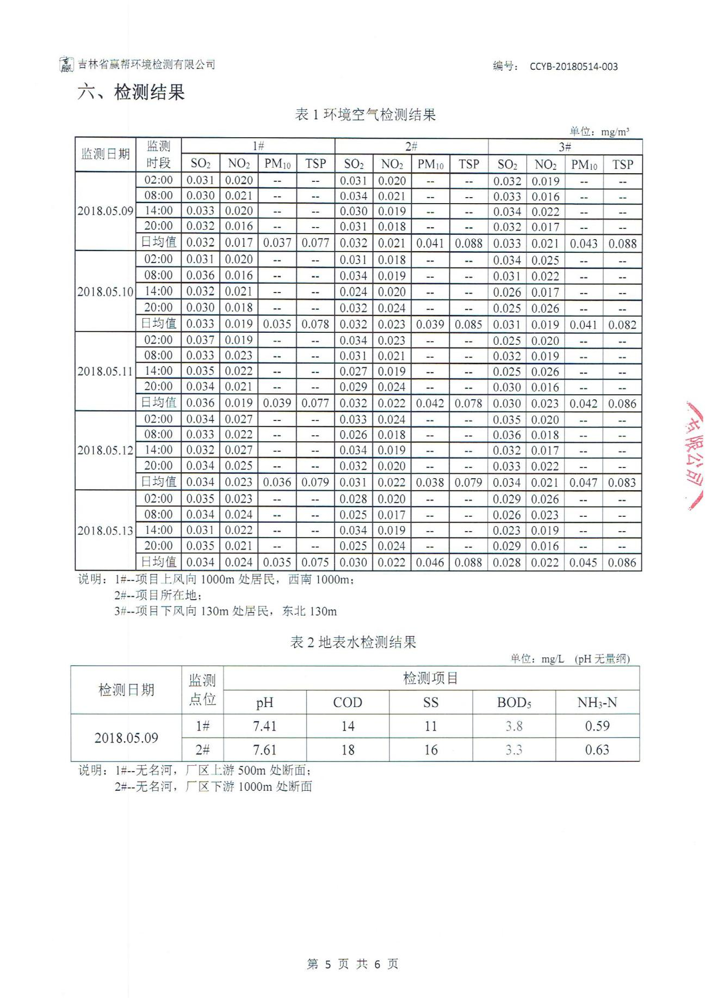 吉林省赢帮环境检测有限公司 编号： CCYB-20180514-003
六、检测结果
表 1 环境空气检测结果
单位：mg/m³
监测日期 监测时段 1# 2# 3#
SO₂ NO₂ PM₁₀ TSP SO₂ NO₂ PM₁₀ TSP SO₂ NO₂ PM₁₀ TSP
02:00 0.031 0.020 -- -- 0.031 0.020 -- -- 0.032 0.019 -- --
08:00 0.030 0.021 -- -- 0.034 0.021 -- -- 0.033 0.016 -- --
2018.05.09 14:00 0.033 0.020 -- -- 0.030 0.019 -- -- 0.034 0.022 -- --
20:00 0.032 0.016 -- -- 0.031 0.018 -- -- 0.032 0.017 -- --
日均值 0.032 0.017 0.037 0.077 0.032 0.021 0.041 0.088 0.033 0.021 0.043 0.088
02:00 0.031 0.020 -- -- 0.031 0.018 -- -- 0.034 0.025 -- --
08:00 0.036 0.016 -- -- 0.034 0.019 -- -- 0.031 0.022 -- --
2018.05.10 14:00 0.032 0.021 -- -- 0.024 0.020 -- -- 0.026 0.017 -- --
20:00 0.030 0.018 -- -- 0.032 0.024 -- -- 0.025 0.026 -- --
日均值 0.033 0.019 0.035 0.078 0.032 0.023 0.039 0.085 0.031 0.019 0.041 0.082
02:00 0.037 0.019 -- -- 0.034 0.023 -- -- 0.025 0.020 -- --
08:00 0.033 0.023 -- -- 0.031 0.021 -- -- 0.032 0.019 -- --
2018.05.11 14:00 0.035 0.022 -- -- 0.027 0.019 -- -- 0.025 0.026 -- --
20:00 0.034 0.021 -- -- 0.029 0.024 -- -- 0.030 0.016 -- --
日均值 0.036 0.019 0.039 0.077 0.032 0.022 0.042 0.078 0.030 0.023 0.042 0.086
02:00 0.034 0.027 -- -- 0.033 0.024 -- -- 0.035 0.020 -- --
08:00 0.033 0.022 -- -- 0.026 0.018 -- -- 0.036 0.018 -- --
2018.05.12 14:00 0.032 0.027 -- -- 0.034 0.019 -- -- 0.032 0.017 -- --
20:00 0.034 0.025 -- -- 0.032 0.020 -- -- 0.033 0.022 -- --
日均值 0.034 0.023 0.036 0.079 0.031 0.022 0.038 0.079 0.034 0.021 0.047 0.083
02:00 0.035 0.023 -- -- 0.028 0.020 -- -- 0.029 0.026 -- --
08:00 0.034 0.024 -- -- 0.025 0.017 -- -- 0.026 0.023 -- --
2018.05.13 14:00 0.031 0.022 -- -- 0.034 0.019 -- -- 0.023 0.019 -- --
20:00 0.035 0.021 -- -- 0.025 0.024 -- -- 0.029 0.016 -- --
日均值 0.034 0.024 0.035 0.075 0.030 0.022 0.046 0.088 0.028 0.022 0.045 0.086
说明：1#--项目上风向 1000m 处居民，西南 1000m；
2#--项目所在地；
3#--项目下风向 130m 处居民，东北 130m
有限公司
表 2 地表水检测结果
单位：mg/L (pH 无量纲)
检测日期 监测点位 检测项目
pH COD SS BOD₅ NH₃-N
2018.05.09 1# 7.41 14 11 3.8 0.59
2# 7.61 18 16 3.3 0.63
说明：1#--无名河，厂区上游 500m 处断面；
2#--无名河，厂区下游 1000m 处断面
第 5 页 共 6 页